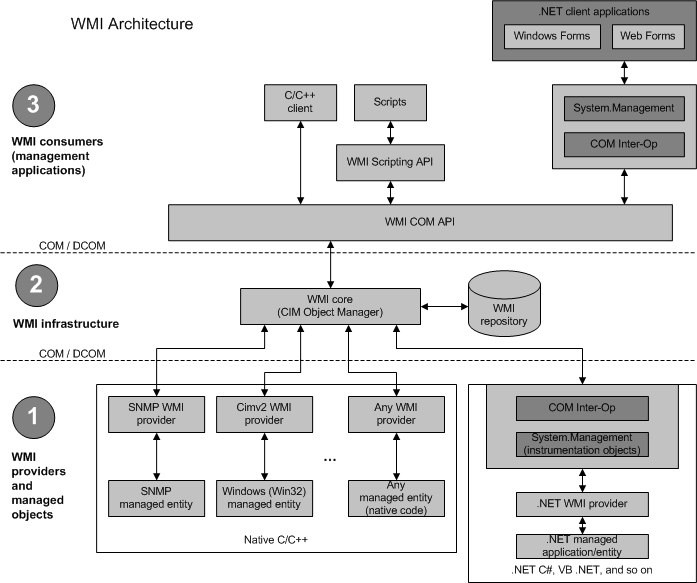 WMI Architecture
.NET client applications
Windows Forms
Web Forms
3
WMI consumers
(management
applications)
C/C++
client
Scripts
System.Management
COM Inter-Op
WMI Scripting API
WMI COM API
COM / DCOM
2
WMI infrastructure
WMI core
(CIM Object Manager)
WMI
repository
COM / DCOM
1
WMI
providers
and
managed
objects
SNMP WMI
provider
Cimv2 WMI
provider
Any WMI
provider
...
SNMP
managed entity
Windows (Win32)
managed entity
Any
managed entity
(native code)
Native C/C++
COM Inter-Op
System.Management
(instrumentation objects)
.NET WMI provider
.NET managed
application/entity
.NET C#, VB .NET, and so on